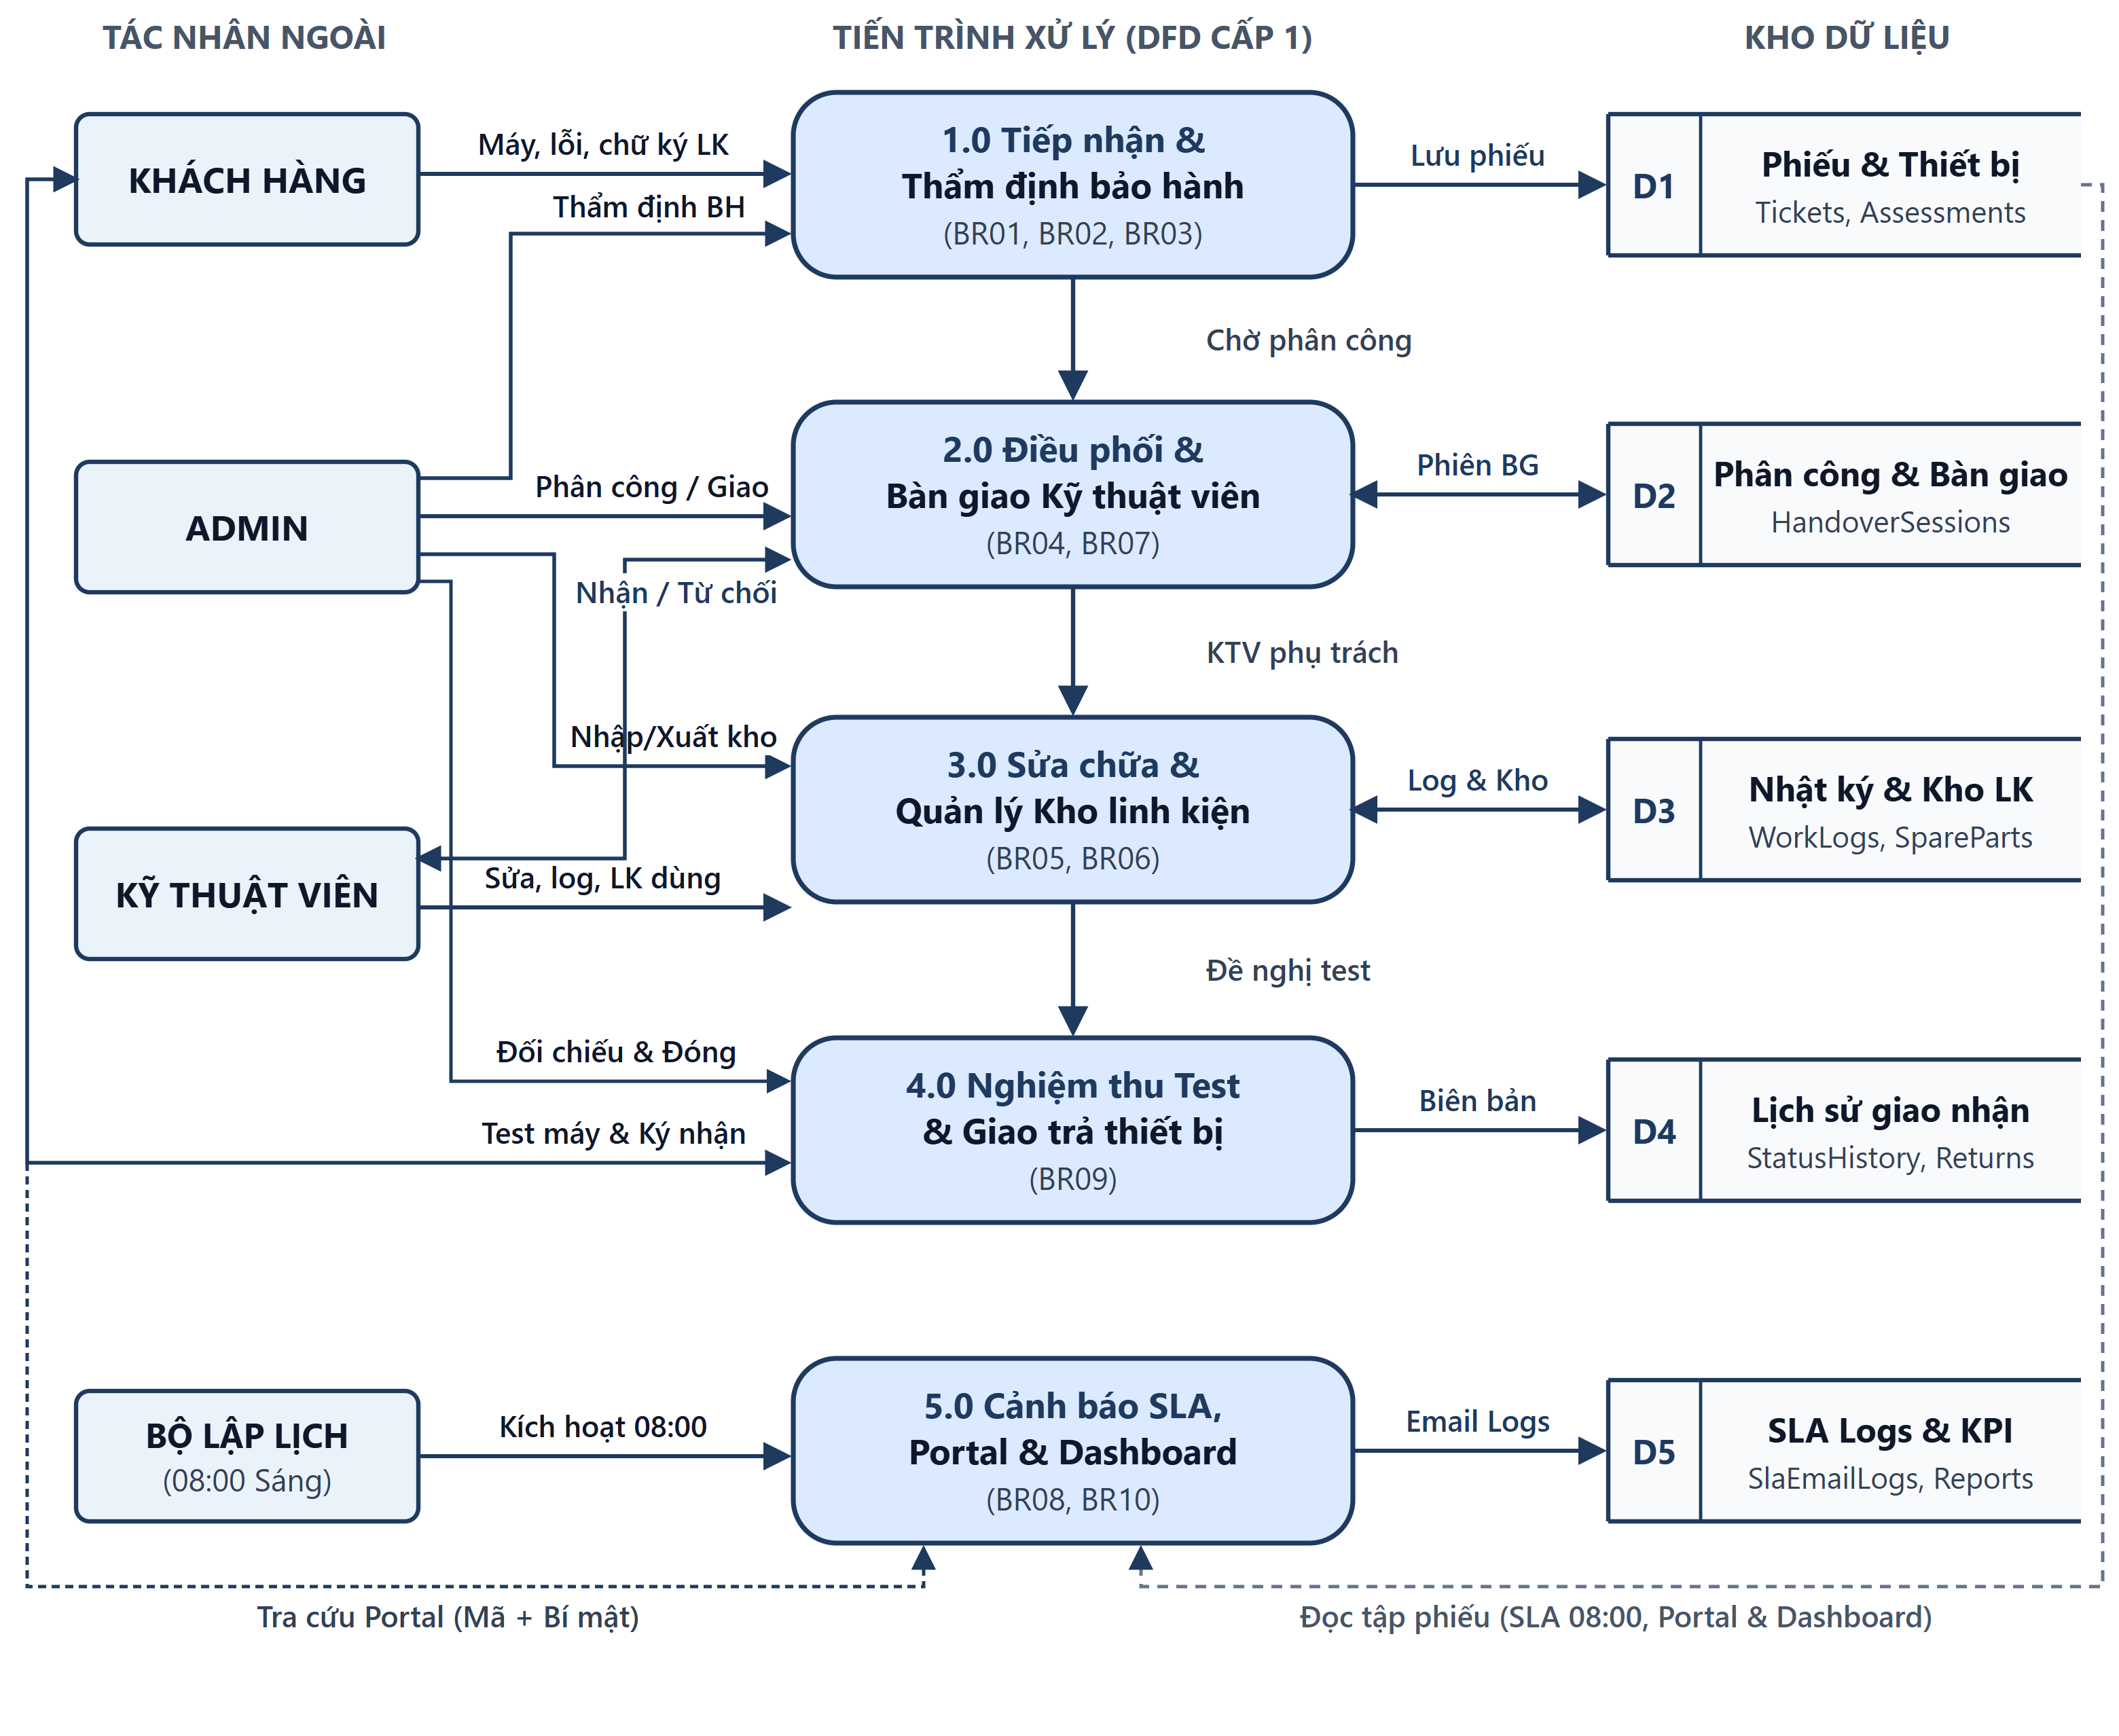 TÁC NHÂN NGOÀI
TIẾN TRÌNH XỬ LÝ (DFD CẤP 1)
KHO DỮ LIỆU
KHÁCH HÀNG
Máy, lỗi, chữ ký LK
Thẩm định BH
1.0 Tiếp nhận &
Thẩm định bảo hành
(BR01, BR02, BR03)
Lưu phiếu
D1
Phiếu & Thiết bị
Tickets, Assessments
Chờ phân công
ADMIN
Phân công / Giao
Nhận / Từ chối
2.0 Điều phối &
Bàn giao Kỹ thuật viên
(BR04, BR07)
Phiên BG
D2
Phân công & Bàn giao
HandoverSessions
KTV phụ trách
Nhập/Xuất kho
3.0 Sửa chữa &
Quản lý Kho linh kiện
(BR05, BR06)
Log & Kho
D3
Nhật ký & Kho LK
WorkLogs, SpareParts
KỸ THUẬT VIÊN
Sửa, log, LK dùng
Đề nghị test
Đối chiếu & Đóng
Test máy & Ký nhận
4.0 Nghiệm thu Test
& Giao trả thiết bị
(BR09)
Biên bản
D4
Lịch sử giao nhận
StatusHistory, Returns
BỘ LẬP LỊCH
(08:00 Sáng)
Kích hoạt 08:00
5.0 Cảnh báo SLA,
Portal & Dashboard
(BR08, BR10)
Email Logs
D5
SLA Logs & KPI
SlaEmailLogs, Reports
Tra cứu Portal (Mã + Bí mật)
Đọc tập phiếu (SLA 08:00, Portal & Dashboard)